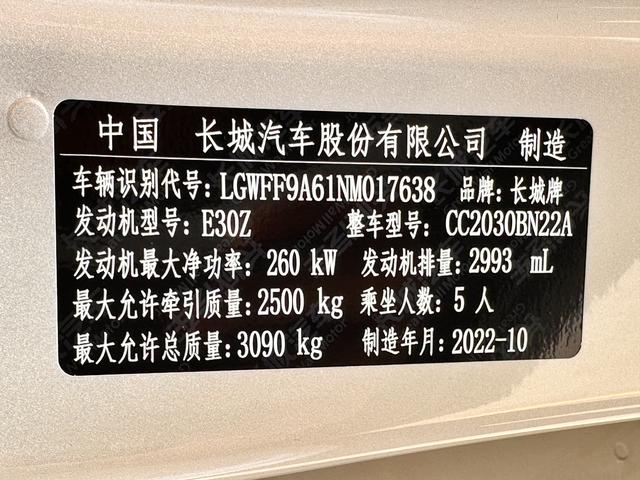 中国 长城汽车股份有限公司 制造
车辆识别代号:LGWFF9A61NM017638 品牌:长城牌
发动机型号:E30Z 整车型号:CC2030BN22A
发动机最大净功率:260 kW 发动机排量:2993 mL
最大允许牵引质量:2500 kg 乘坐人数:5 人
最大允许总质量:3090 kg 制造年月:2022-10